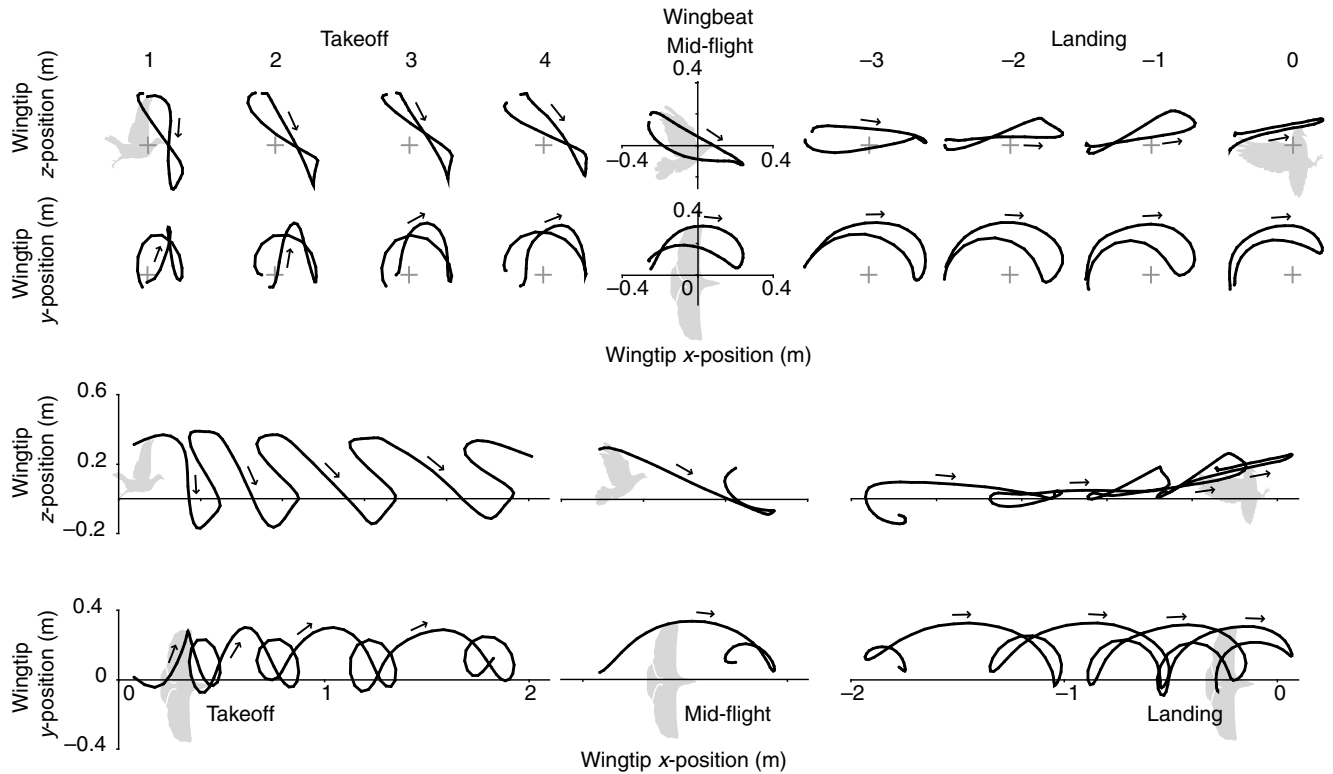 Wingbeat
Takeoff Mid-flight Landing
1 2 3 4 –3 –2 –1 0
Wingtip
z-position (m)
0.4
–0.4 0.4
Wingtip
y-position (m)
0.4
–0.4 0 0.4
Wingtip x-position (m)
Wingtip
z-position (m)
0.6
0.2
–0.2
Wingtip
y-position (m)
0.4
0
–0.4
0 1 2 –2 –1 0
Takeoff Mid-flight Landing
Wingtip x-position (m)